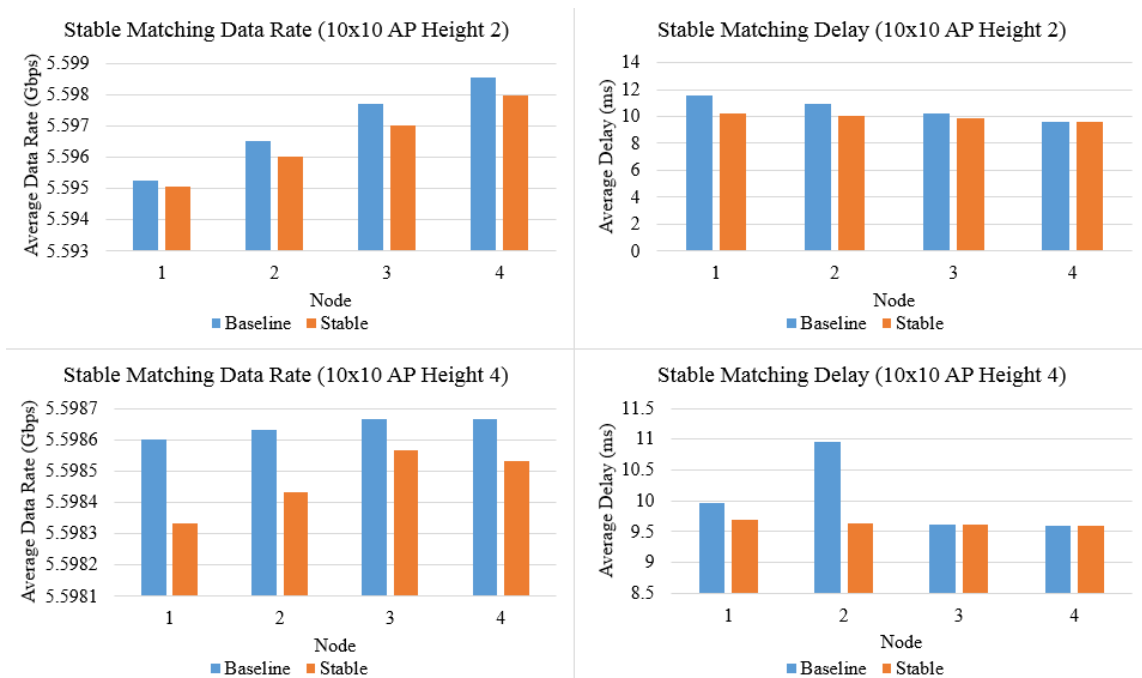 Stable Matching Data Rate (10x10 AP Height 2)
Average Data Rate (Gbps)
5.599
5.598
5.597
5.596
5.595
5.594
5.593
1 2 3 4
Node
Baseline Stable
Stable Matching Delay (10x10 AP Height 2)
Average Delay (ms)
14
12
10
8
6
4
2
0
1 2 3 4
Node
Baseline Stable
Stable Matching Data Rate (10x10 AP Height 4)
Average Data Rate (Gbps)
5.5987
5.5986
5.5985
5.5984
5.5983
5.5982
5.5981
1 2 3 4
Node
Baseline Stable
Stable Matching Delay (10x10 AP Height 4)
Average Delay (ms)
11.5
11
10.5
10
9.5
9
8.5
1 2 3 4
Node
Baseline Stable